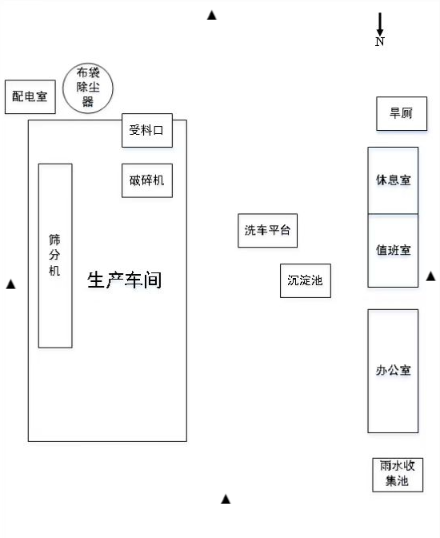 N
布袋
除尘
器
配电室
旱厕
受料口
休息室
破碎机
筛
分
机
洗车平台
值班室
生产车间
沉淀池
办公室
雨水收
集池